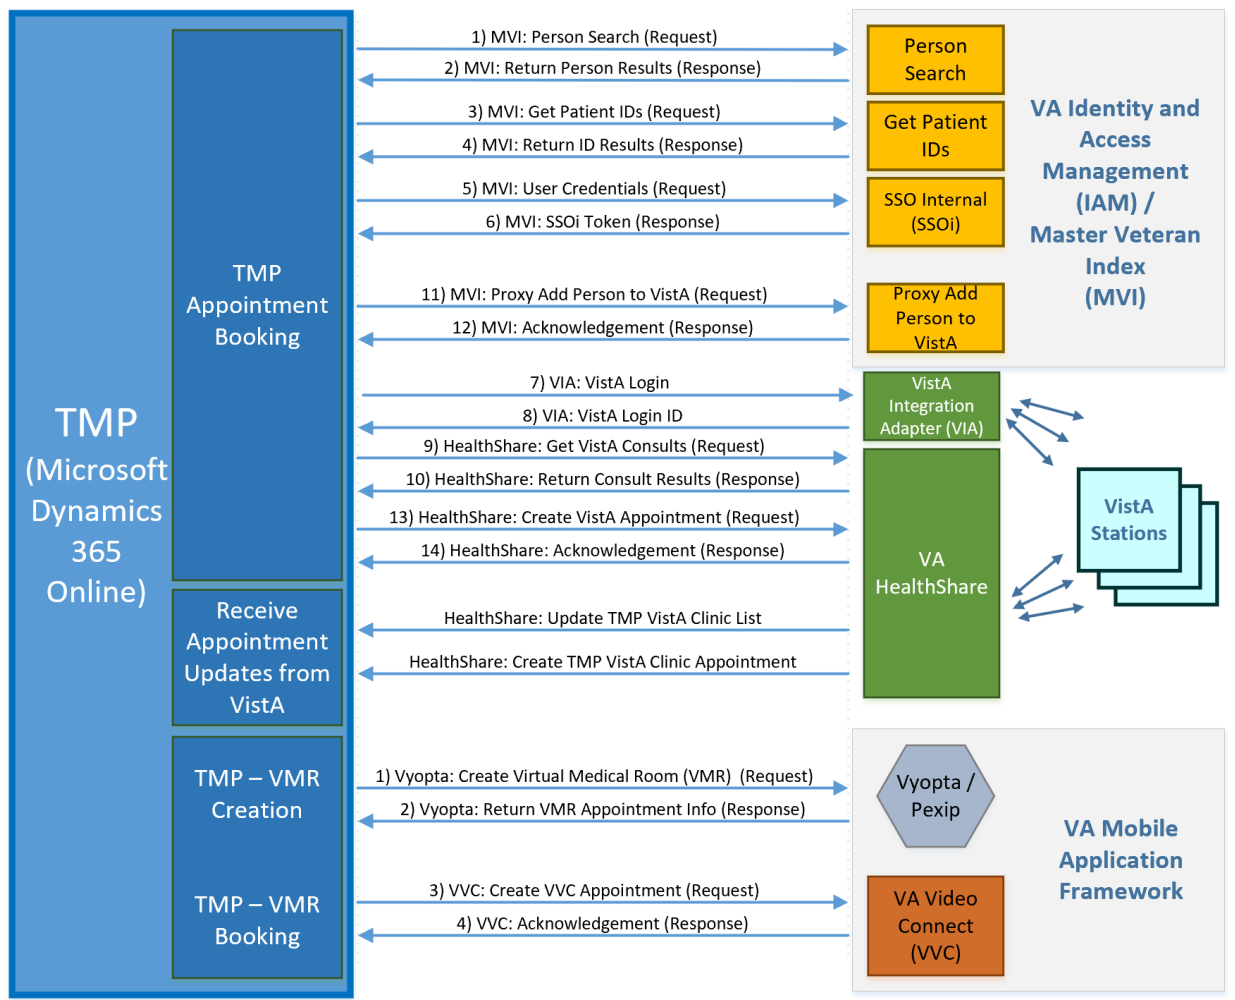 TMP
(Microsoft
Dynamics
365
Online)
TMP
Appointment
Booking
Receive
Appointment
Updates from
VistA
TMP – VMR
Creation
TMP – VMR
Booking
1) MVI: Person Search (Request)
2) MVI: Return Person Results (Response)
3) MVI: Get Patient IDs (Request)
4) MVI: Return ID Results (Response)
5) MVI: User Credentials (Request)
6) MVI: SSOi Token (Response)
11) MVI: Proxy Add Person to VistA (Request)
12) MVI: Acknowledgement (Response)
7) VIA: VistA Login
8) VIA: VistA Login ID
9) HealthShare: Get VistA Consults (Request)
10) HealthShare: Return Consult Results (Response)
13) HealthShare: Create VistA Appointment (Request)
14) HealthShare: Acknowledgement (Response)
HealthShare: Update TMP VistA Clinic List
HealthShare: Create TMP VistA Clinic Appointment
1) Vyopta: Create Virtual Medical Room (VMR) (Request)
2) Vyopta: Return VMR Appointment Info (Response)
3) VVC: Create VVC Appointment (Request)
4) VVC: Acknowledgement (Response)
Person
Search
Get Patient
IDs
SSO Internal
(SSOi)
Proxy Add
Person to
VistA
VA Identity and
Access
Management
(IAM) /
Master Veteran
Index
(MVI)
VistA
Integration
Adapter (VIA)
VA
HealthShare
VistA
Stations
Vyopta /
Pexip
VA Video
Connect
(VVC)
VA Mobile
Application
Framework